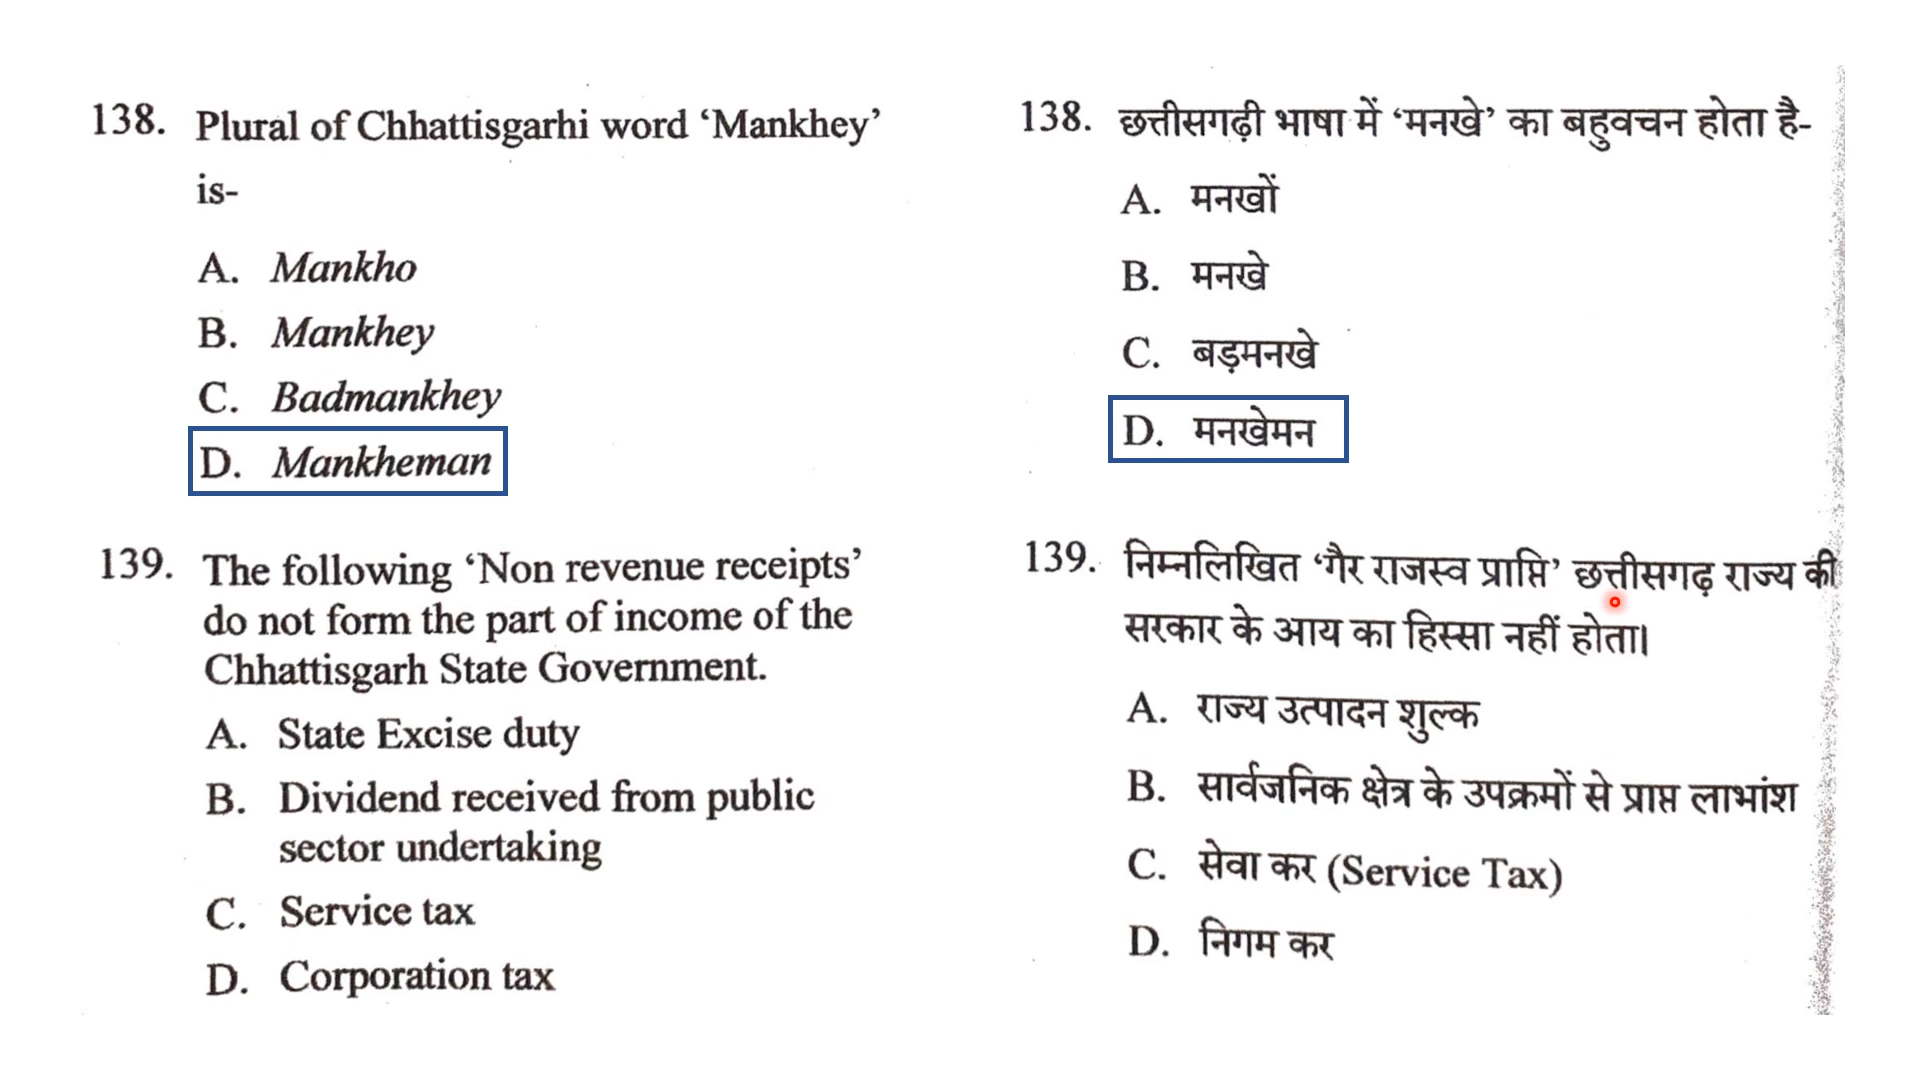 138. Plural of Chhattisgarhi word ‘Mankhey’
is-
A. Mankho
B. Mankhey
C. Badmankhey
D. Mankheman
139. The following ‘Non revenue receipts’
do not form the part of income of the
Chhattisgarh State Government.
A. State Excise duty
B. Dividend received from public
sector undertaking
C. Service tax
D. Corporation tax
138. छत्तीसगढ़ी भाषा में ‘मनखे’ का बहुवचन होता है-
A. मनखों
B. मनखे
C. बड़मनखे
D. मनखेमन
139. निम्नलिखित ‘गैर राजस्व प्राप्ति’ छत्तीसगढ़ राज्य की
सरकार के आय का हिस्सा नहीं होता।
A. राज्य उत्पादन शुल्क
B. सार्वजनिक क्षेत्र के उपक्रमों से प्राप्त लाभांश
C. सेवा कर (Service Tax)
D. निगम कर